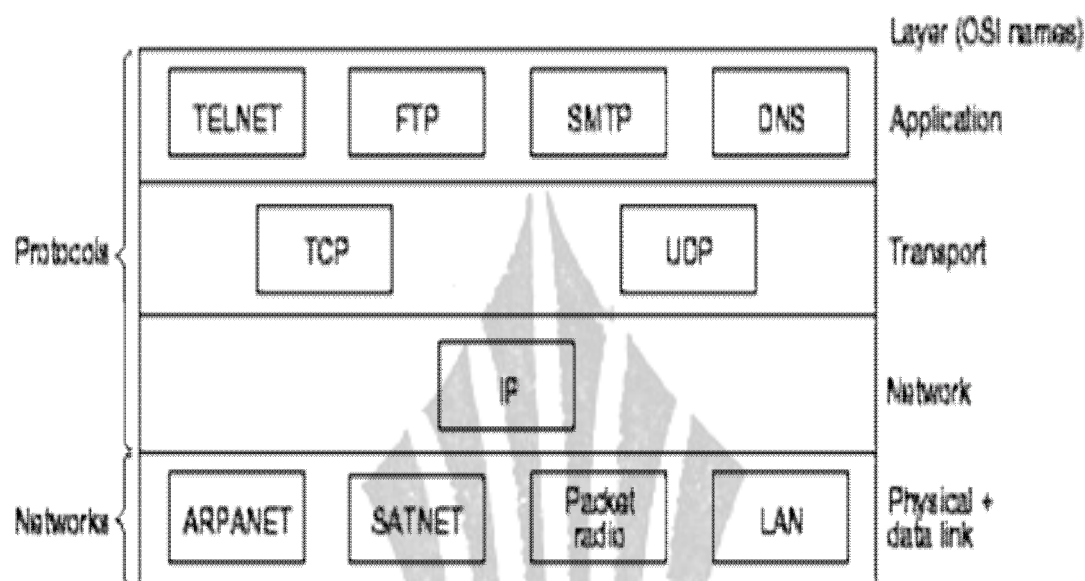 Layer (OSI names)
TELNET FTP SMTP DNS Application
Protocols TCP UDP Transport
IP Network
Networks ARPANET SATNET Packet radio LAN Physical + data link